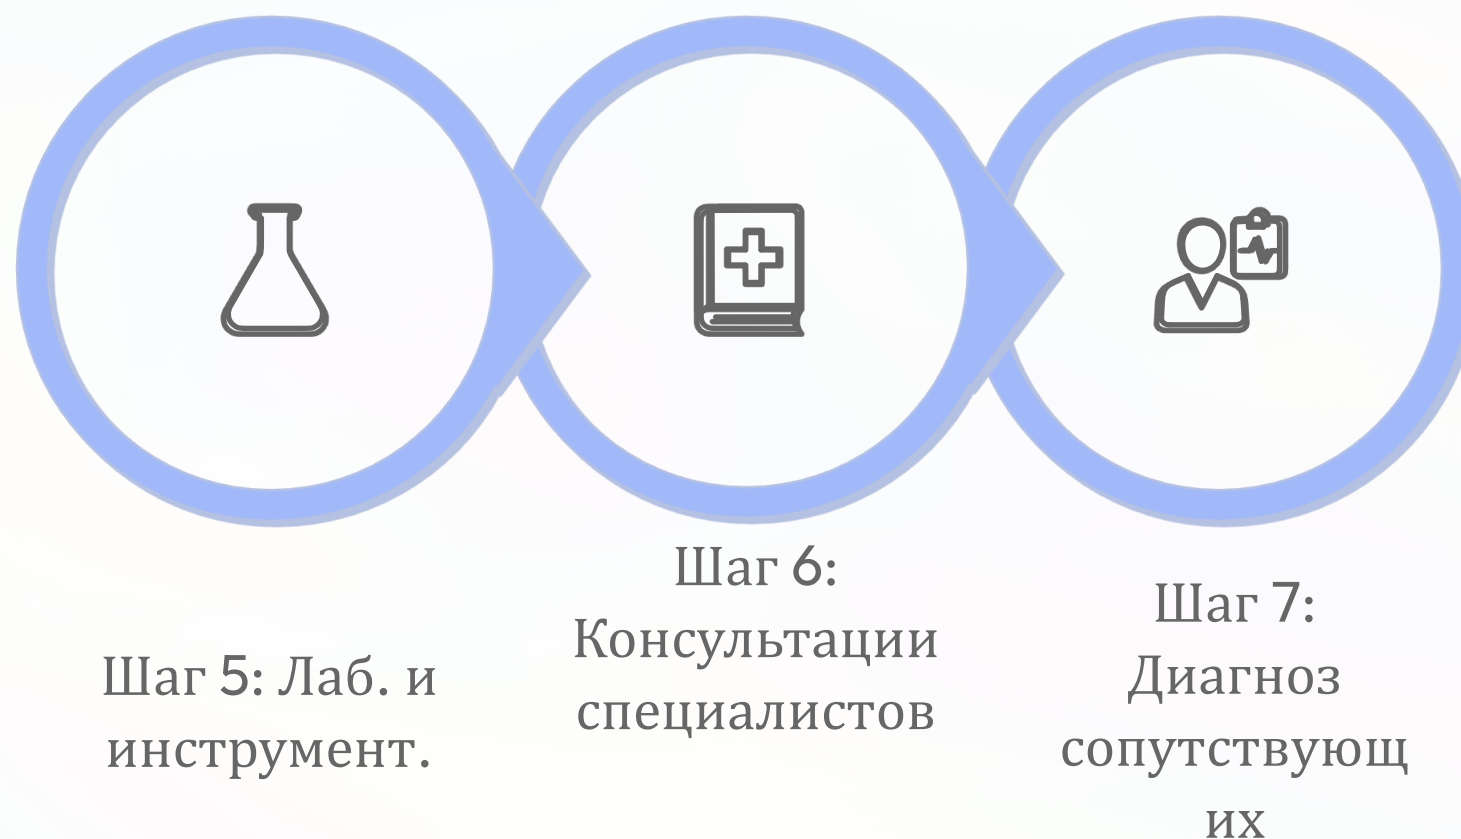 Шаг 5: Лаб. и
инструмент.
Шаг 6:
Консультации
специалистов
Шаг 7:
Диагноз
сопутствующ
их